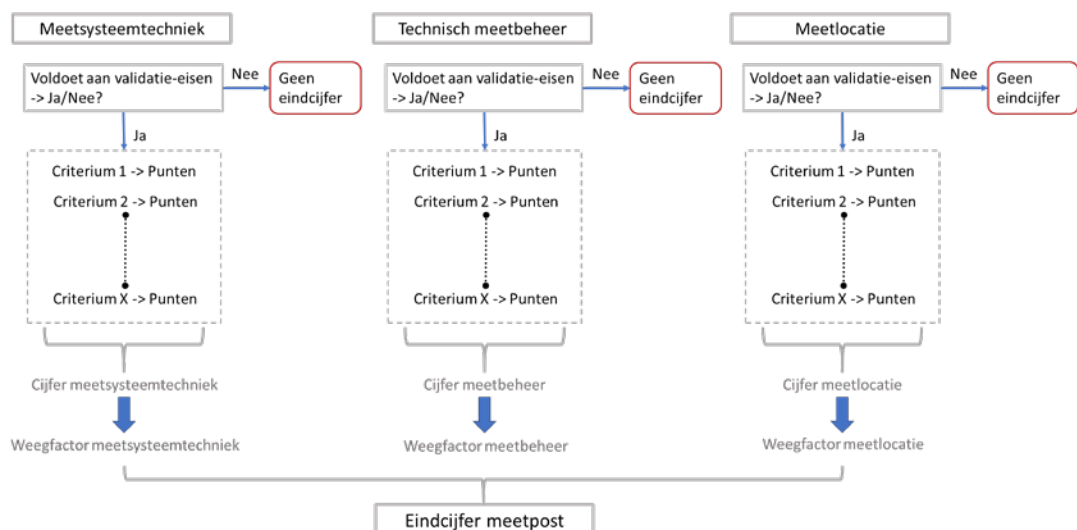 Meetsysteemtechniek
Voldoet aan validatie-eisen
-> Ja/Nee?
Nee
Geen
eindcijfer
Ja
Criterium 1 -> Punten
Criterium 2 -> Punten
Criterium X -> Punten
Cijfer meetsysteemtechniek
Weegfactor meetsysteemtechniek
Technisch meetbeheer
Voldoet aan validatie-eisen
-> Ja/Nee?
Nee
Geen
eindcijfer
Ja
Criterium 1 -> Punten
Criterium 2 -> Punten
Criterium X -> Punten
Cijfer meetbeheer
Weegfactor meetbeheer
Meetlocatie
Voldoet aan validatie-eisen
-> Ja/Nee?
Nee
Geen
eindcijfer
Ja
Criterium 1 -> Punten
Criterium 2 -> Punten
Criterium X -> Punten
Cijfer meetlocatie
Weegfactor meetlocatie
Eindcijfer meetpost